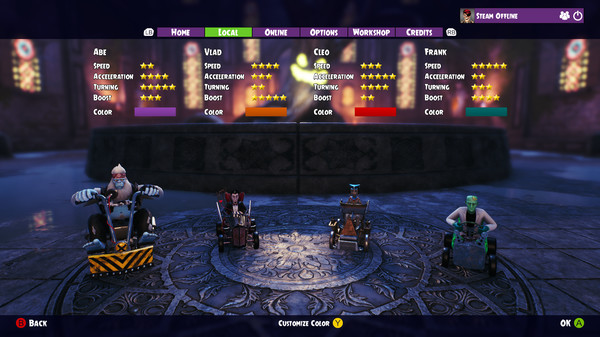 Steam Offline
LB Home Local Online Options Workshop Credits RB
Abe
Speed
Acceleration
Turning
Boost
Color
Vlad
Speed
Acceleration
Turning
Boost
Color
Cleo
Speed
Acceleration
Turning
Boost
Color
Frank
Speed
Acceleration
Turning
Boost
Color
B Back
Customize Color Y
OK A